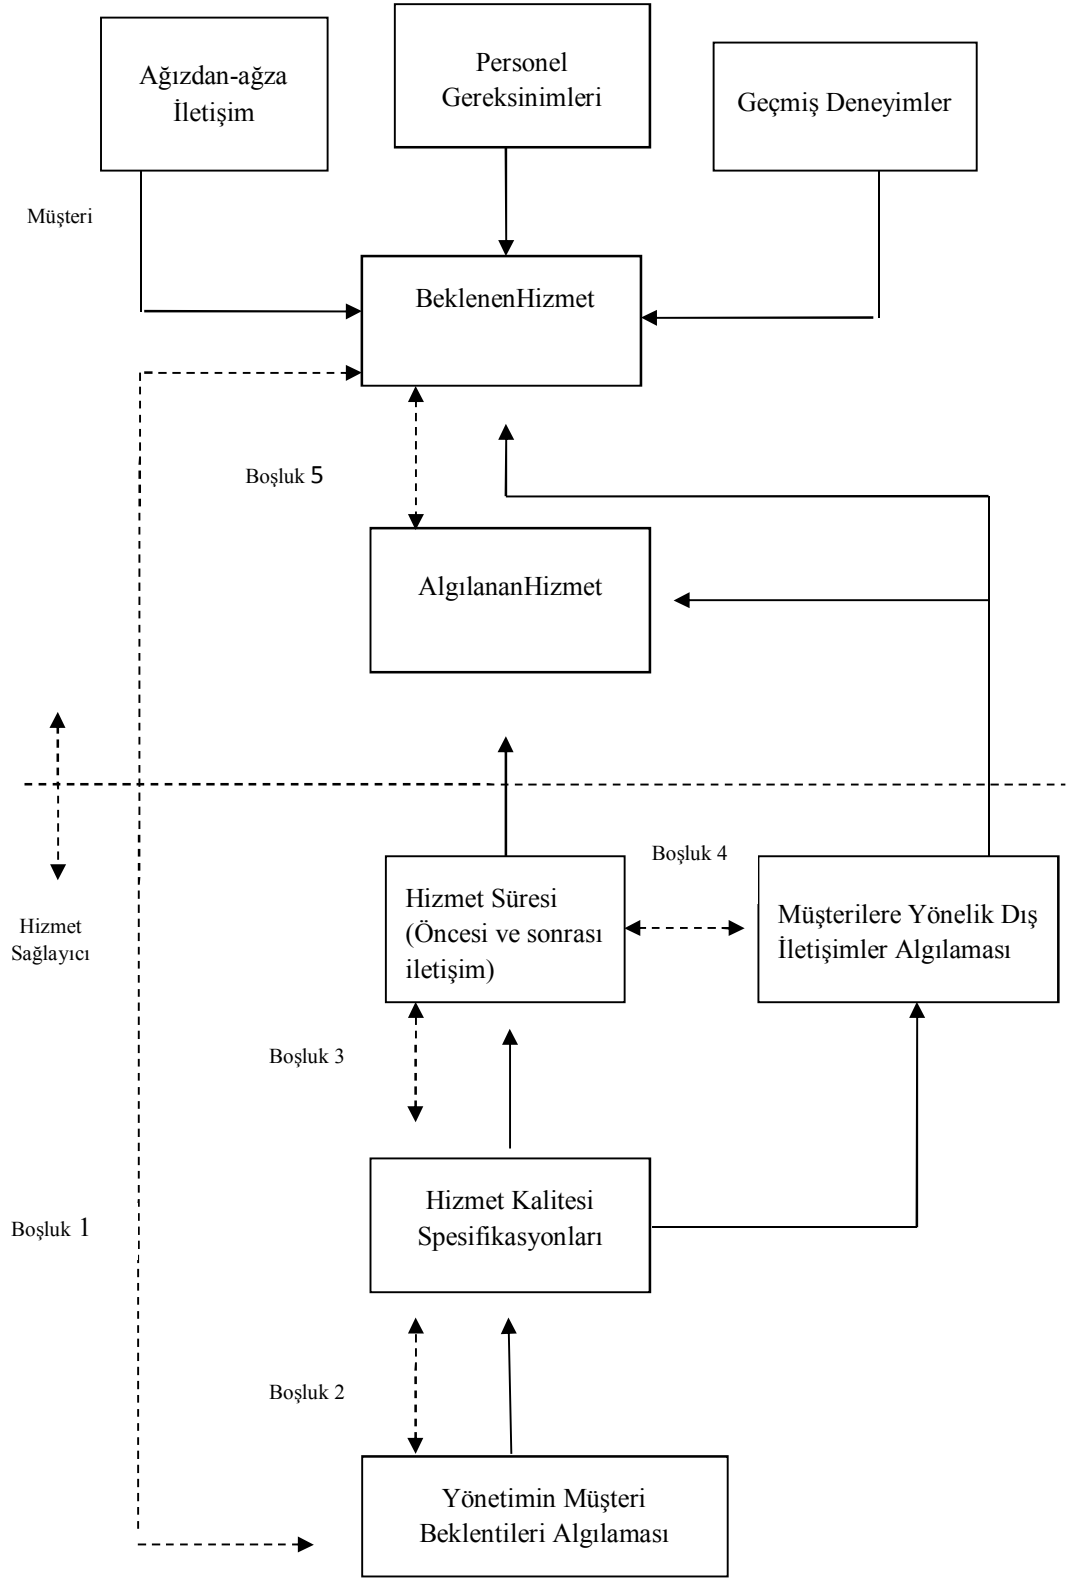 Ağızdan-ağza
İletişim
Personel
Gereksinimleri
Geçmiş Deneyimler
Müşteri
BeklenenHizmet
Boşluk 5
AlgılananHizmet
Boşluk 4
Hizmet Süresi
(Öncesi ve sonrası
iletişim)
Müşterilere Yönelik Dış
İletişimler Algılaması
Hizmet
Sağlayıcı
Boşluk 3
Hizmet Kalitesi
Spesifikasyonları
Boşluk 1
Boşluk 2
Yönetimin Müşteri
Beklentileri Algılaması